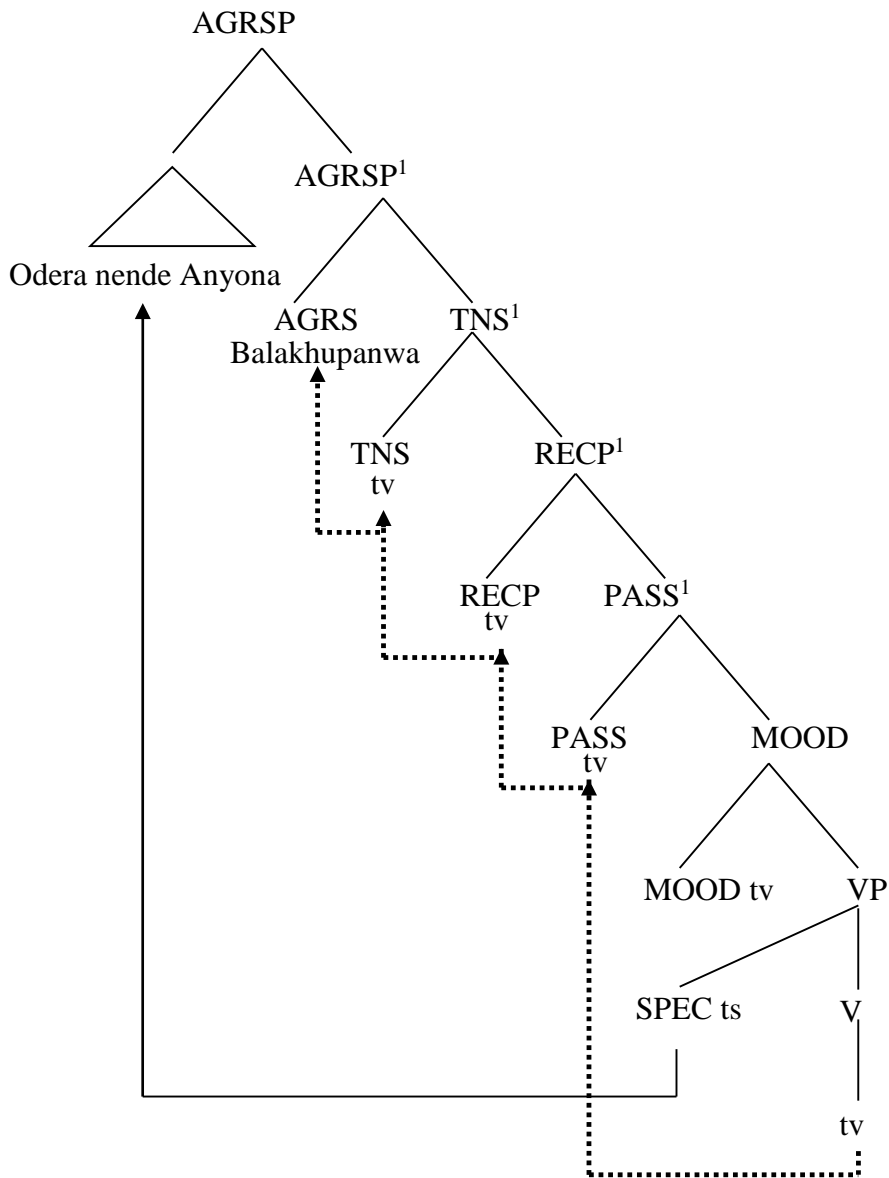 AGRSP
AGRSP¹
Odera nende Anyona
AGRS TNS¹
Balakhupanwa
TNS RECP¹
tv
RECP PASS¹
tv
PASS MOOD
tv
MOOD tv VP
SPEC ts V
tv